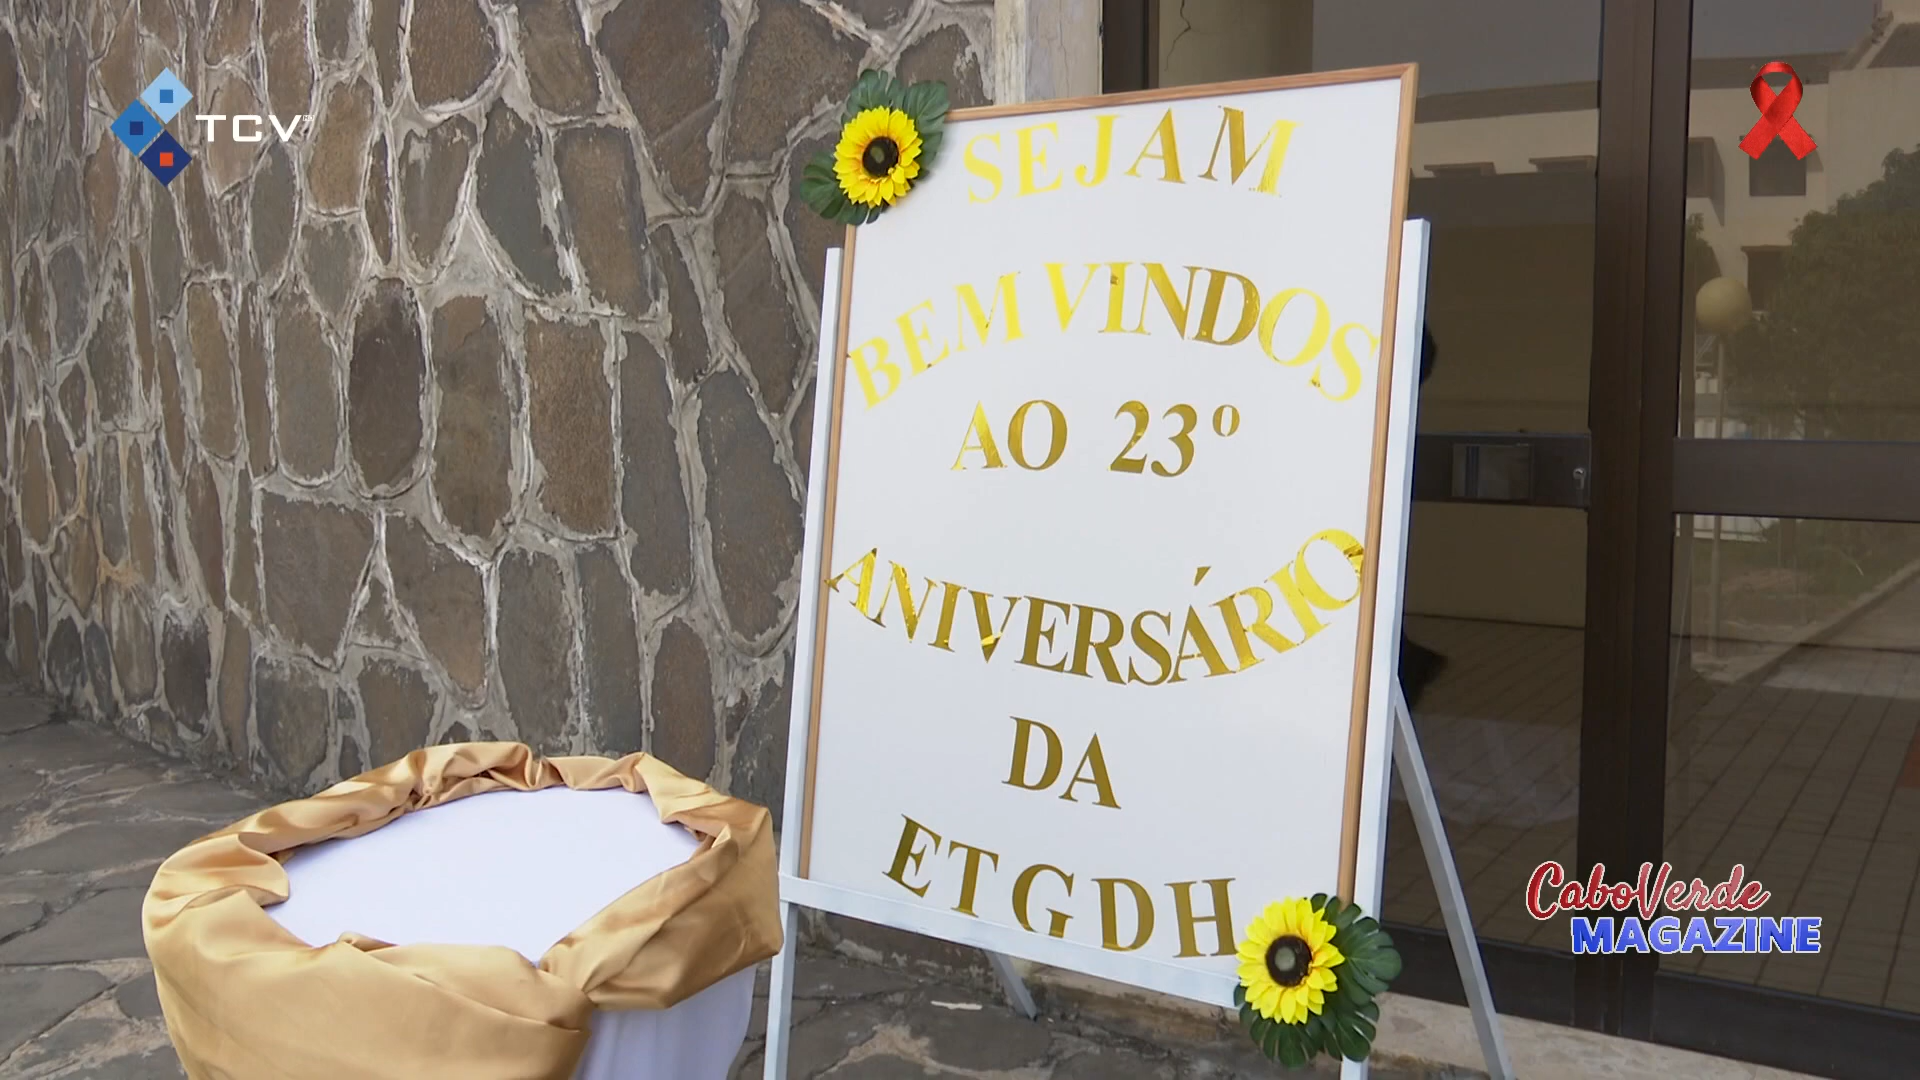 TCV
SEJAM
BEM VINDOS
AO 23º
ANIVERSÁRIO
DA
ETGDH
CaboVerde
MAGAZINE